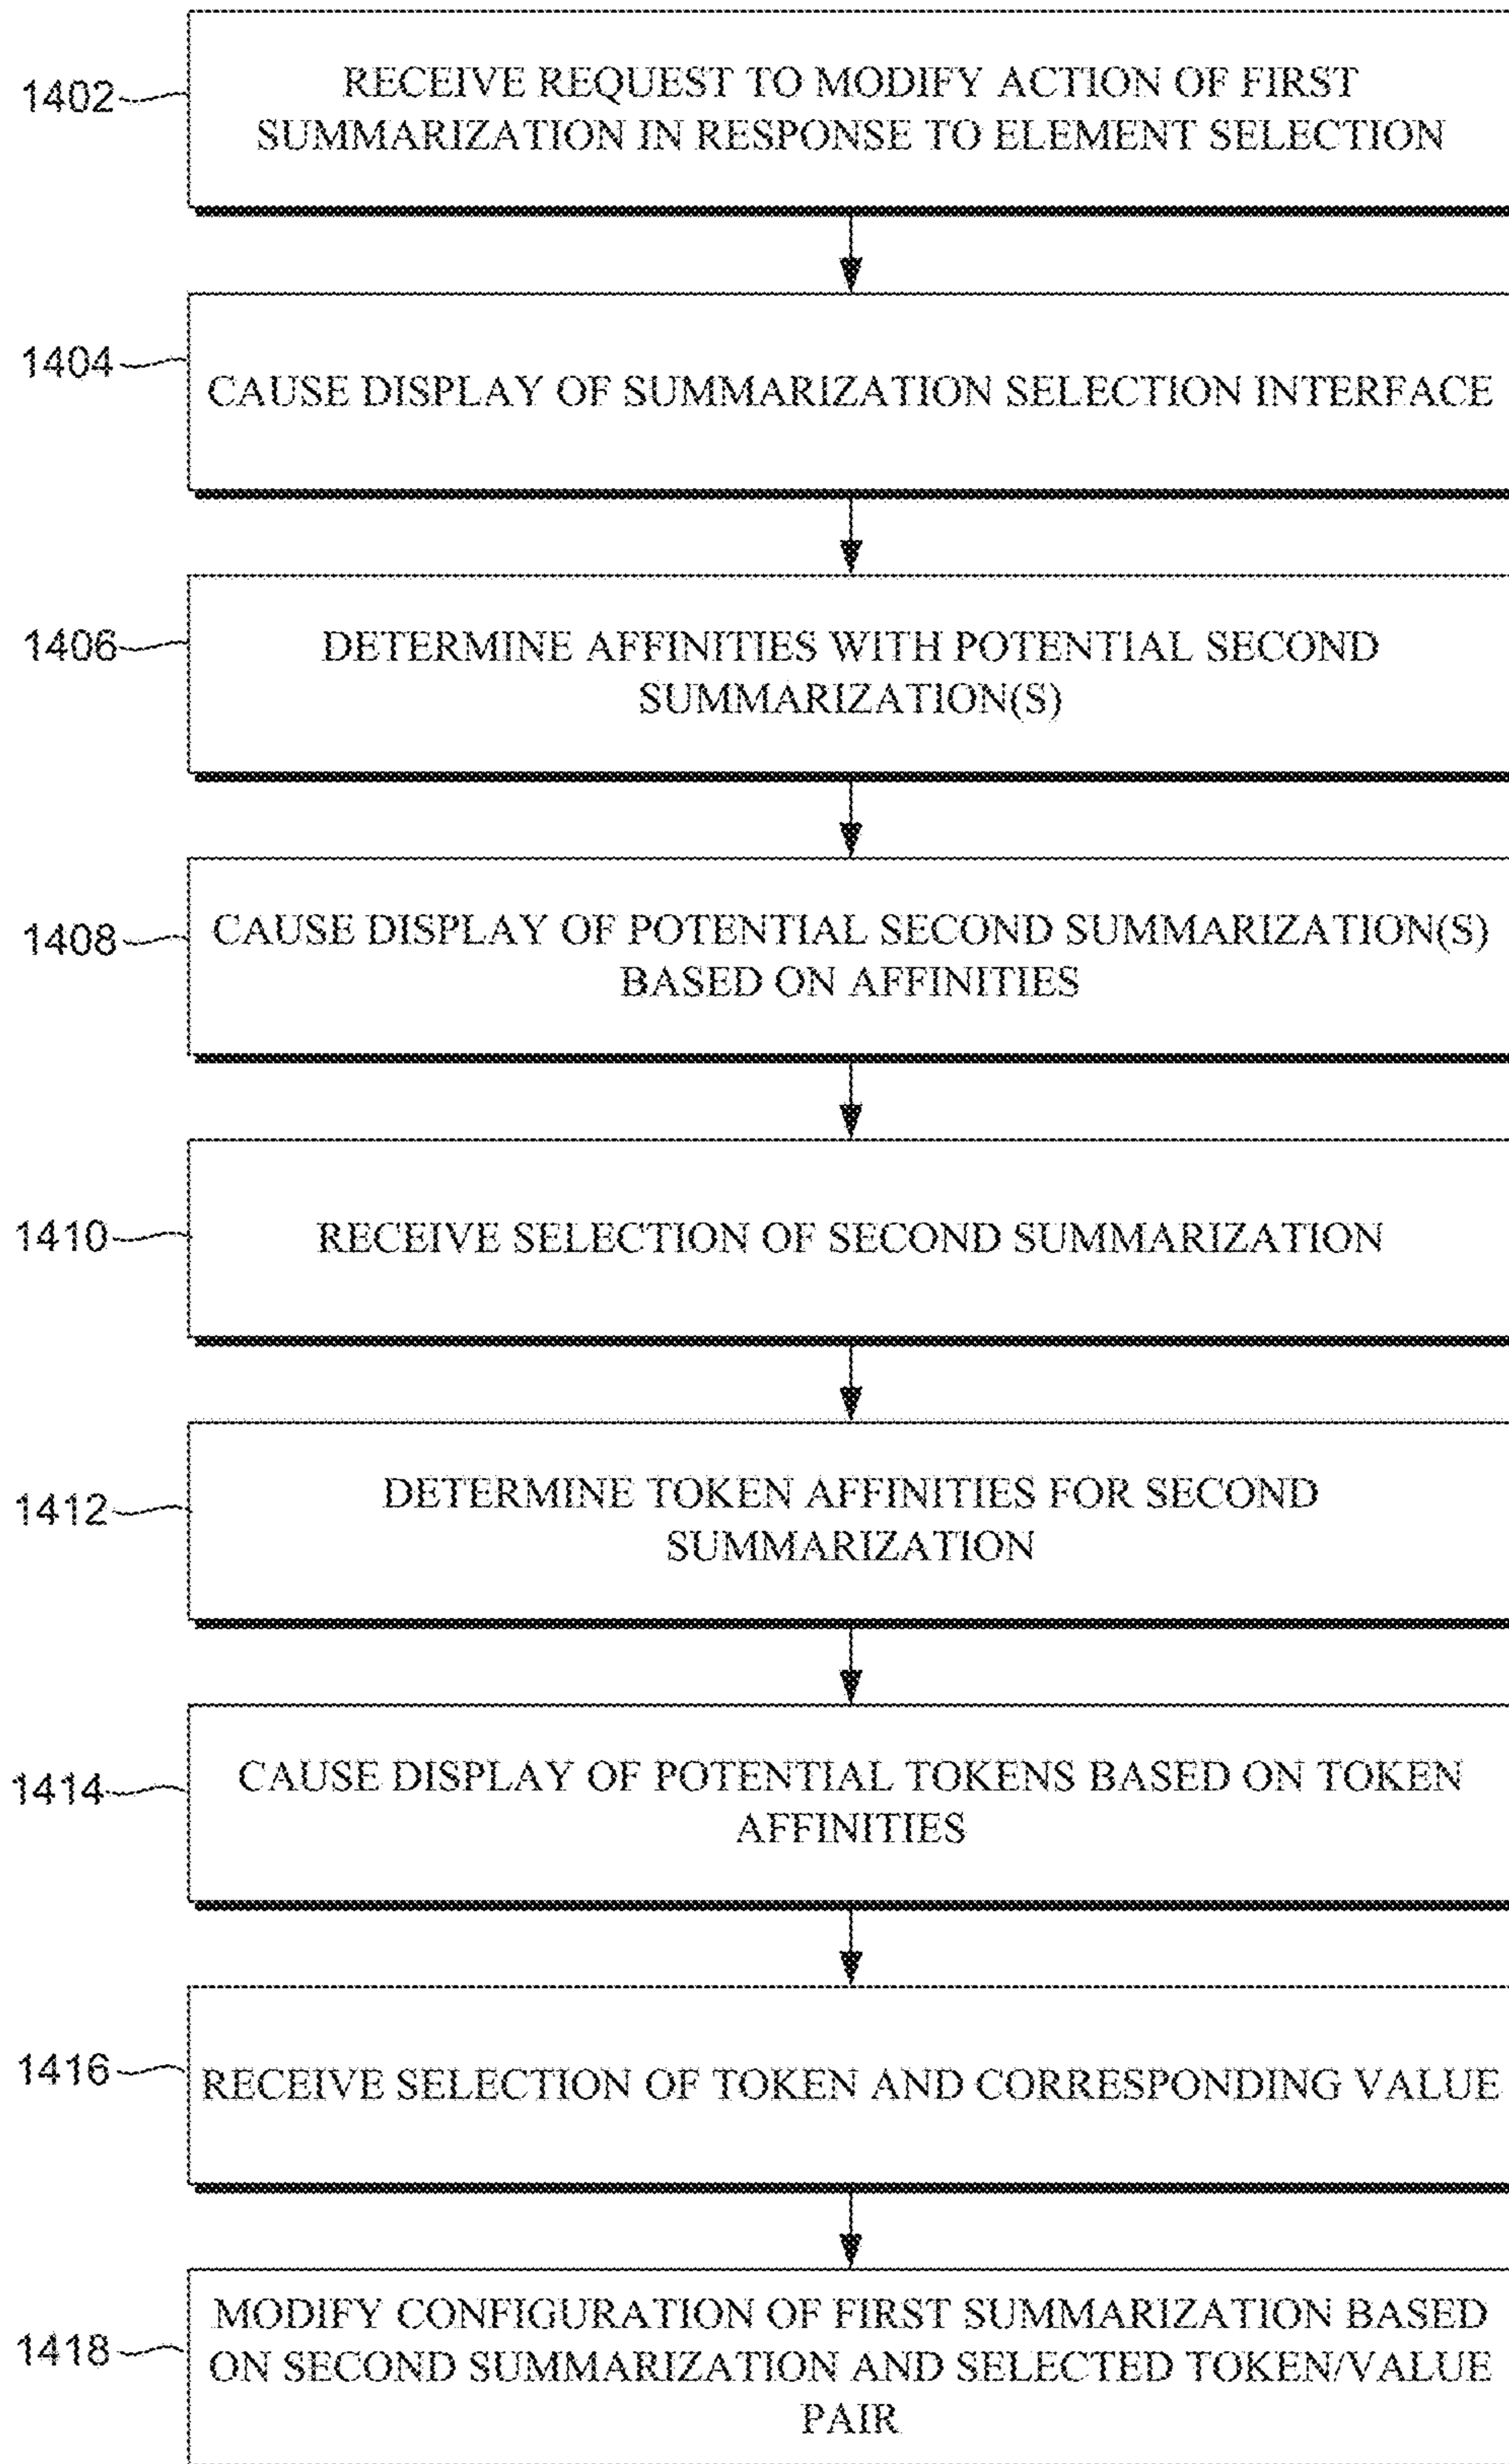 1402
RECEIVE REQUEST TO MODIFY ACTION OF FIRST
SUMMARIZATION IN RESPONSE TO ELEMENT SELECTION
1404
CAUSE DISPLAY OF SUMMARIZATION SELECTION INTERFACE
1406
DETERMINE AFFINITIES WITH POTENTIAL SECOND
SUMMARIZATION(S)
1408
CAUSE DISPLAY OF POTENTIAL SECOND SUMMARIZATION(S)
BASED ON AFFINITIES
1410
RECEIVE SELECTION OF SECOND SUMMARIZATION
1412
DETERMINE TOKEN AFFINITIES FOR SECOND
SUMMARIZATION
1414
CAUSE DISPLAY OF POTENTIAL TOKENS BASED ON TOKEN
AFFINITIES
1416
RECEIVE SELECTION OF TOKEN AND CORRESPONDING VALUE
1418
MODIFY CONFIGURATION OF FIRST SUMMARIZATION BASED
ON SECOND SUMMARIZATION AND SELECTED TOKEN/VALUE
PAIR